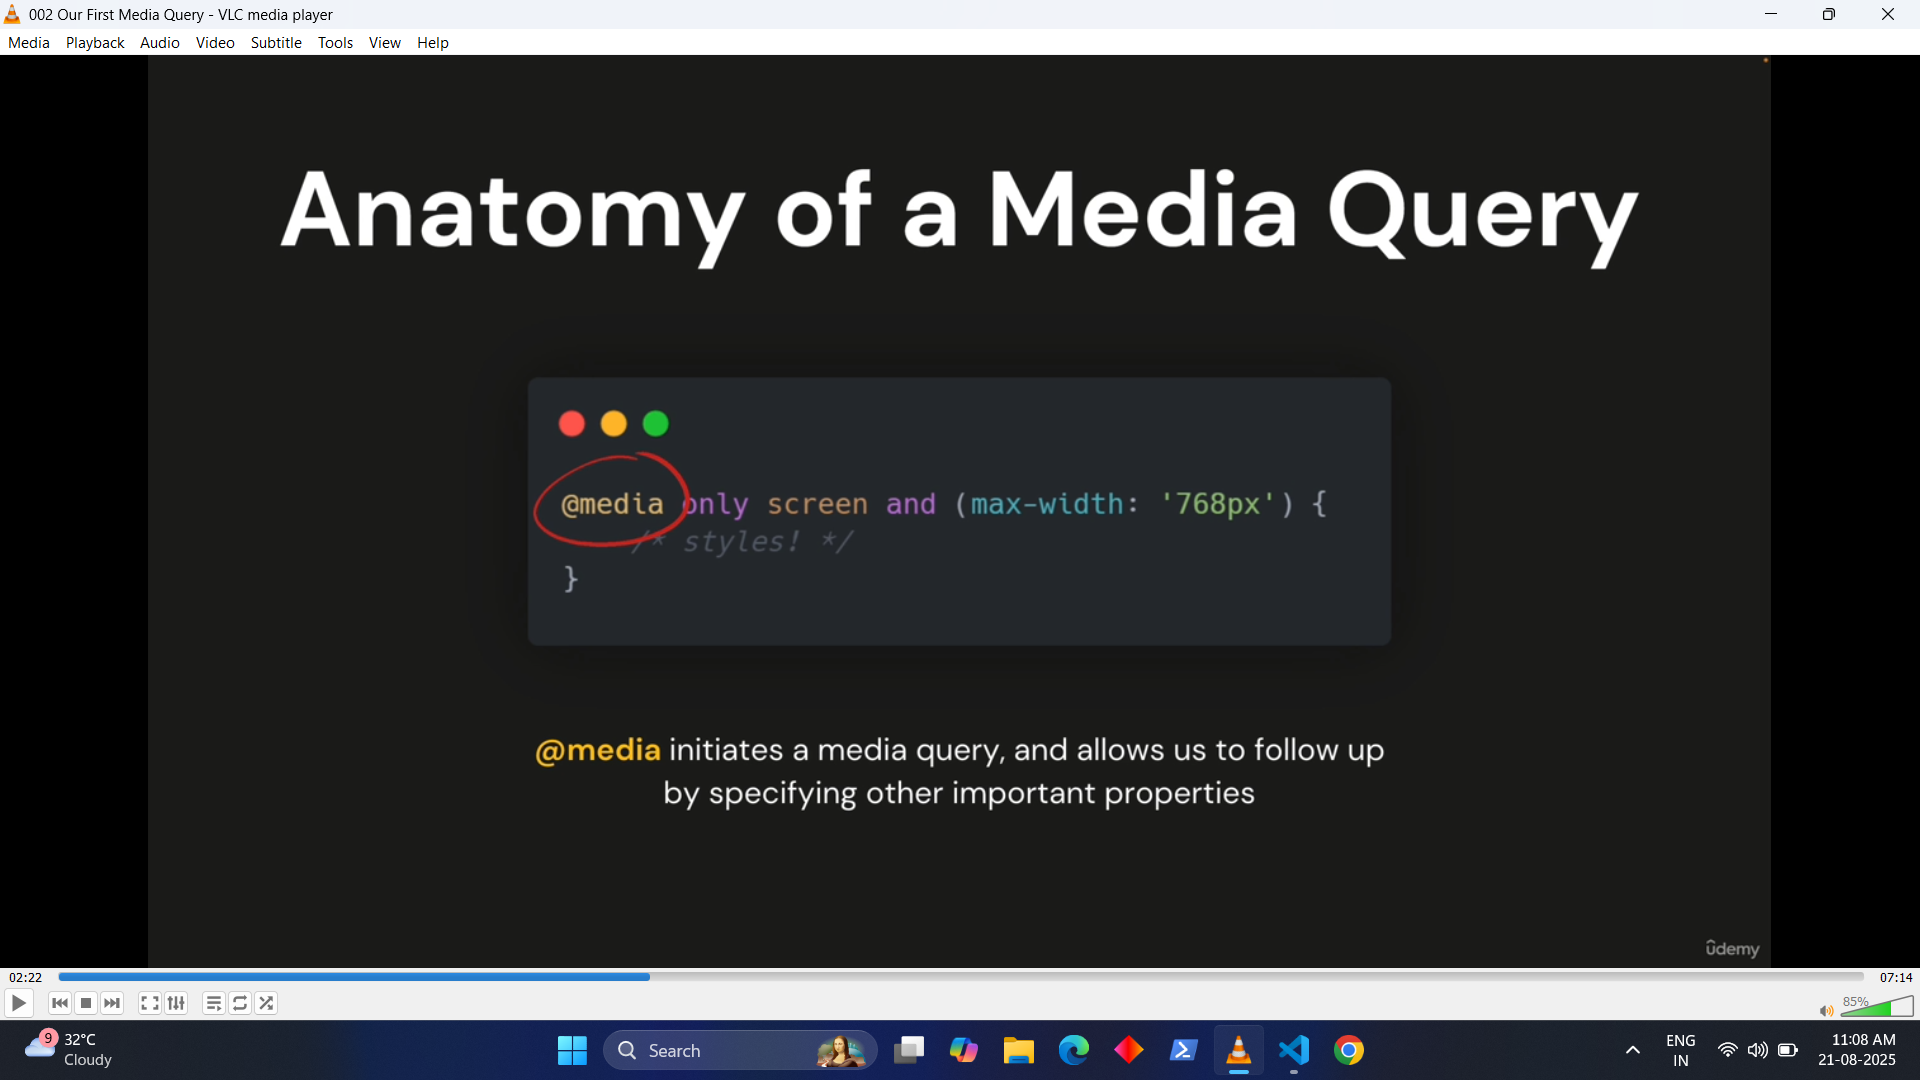 002 Our First Media Query - VLC media player
Media Playback Audio Video Subtitle Tools View Help
Anatomy of a Media Query
@media only screen and (max-width: '768px') {
/* styles! */
}
@media initiates a media query, and allows us to follow up
by specifying other important properties
ûdemy
02:22 07:14
85%
9
32°C
Cloudy
Search
ENG
IN
11:08 AM
21-08-2025